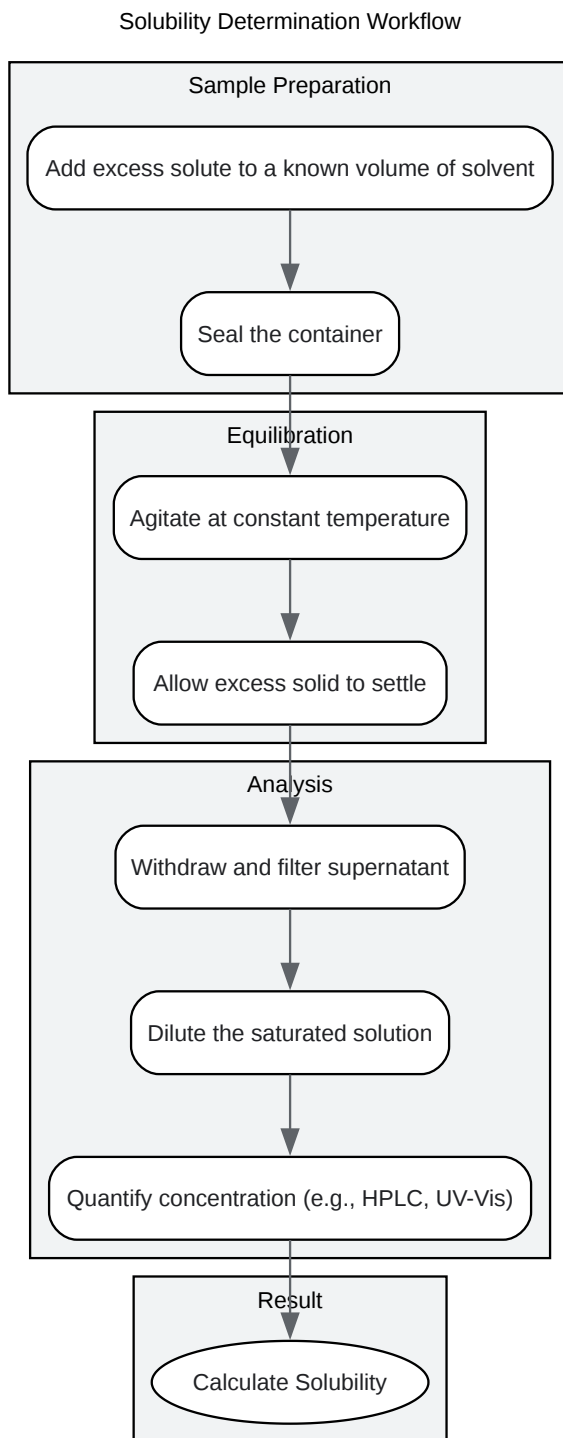 Solubility Determination Workflow
Sample Preparation
Add excess solute to a known volume of solvent
Seal the container
Equilibration
Agitate at constant temperature
Allow excess solid to settle
Analysis
Withdraw and filter supernatant
Dilute the saturated solution
Quantify concentration (e.g., HPLC, UV-Vis)
Result
Calculate Solubility